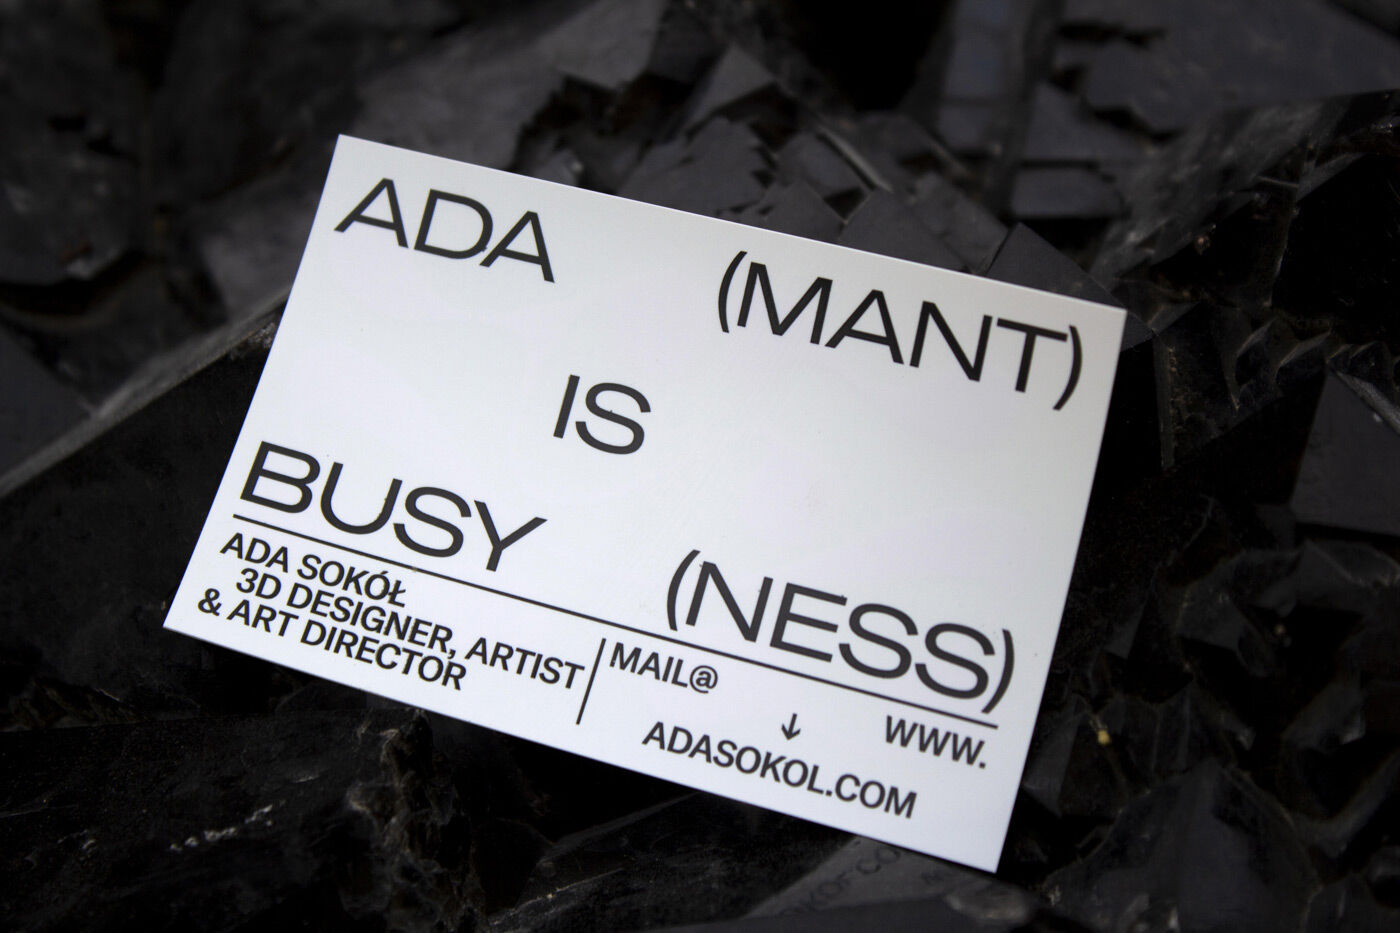 ADA (MANT)
IS
BUSY (NESS)
ADA SOKÓŁ
3D DESIGNER, ARTIST
& ART DIRECTOR
MAIL@
↓ WWW.
ADASOKOL.COM